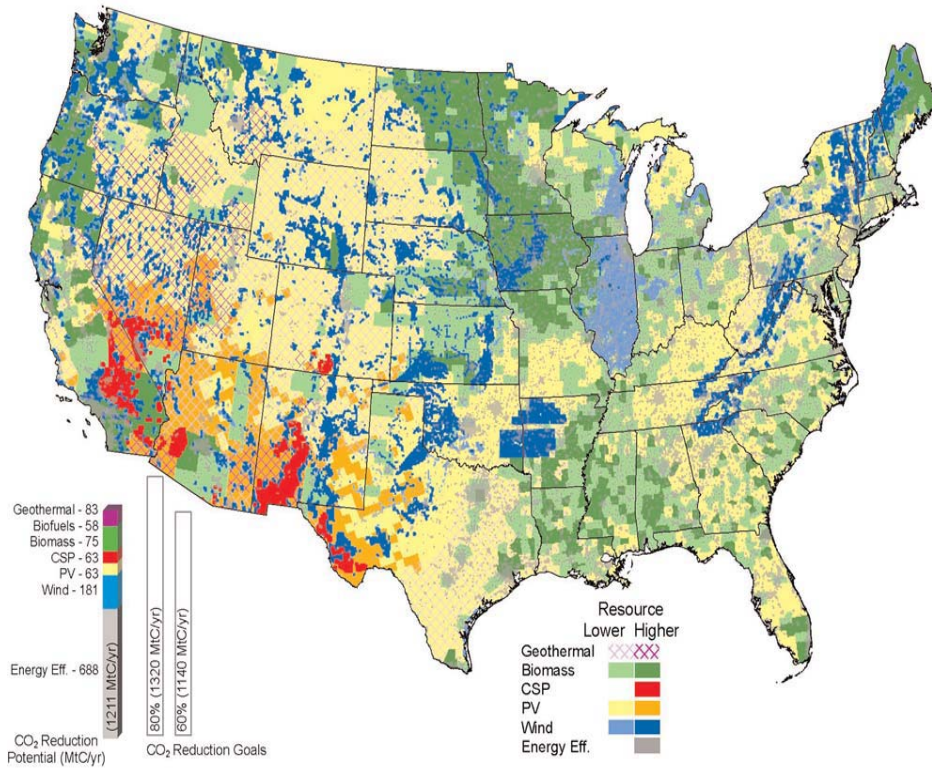 Geothermal - 83
Biofuels - 58
Biomass - 75
CSP - 63
PV - 63
Wind - 181
Energy Eff. - 688
(1211 MtC/yr)
CO₂ Reduction
Potential (MtC/yr)
80% (1320 MtC/yr)
60% (1140 MtC/yr)
CO₂ Reduction Goals
Resource
Lower Higher
Geothermal
Biomass
CSP
PV
Wind
Energy Eff.